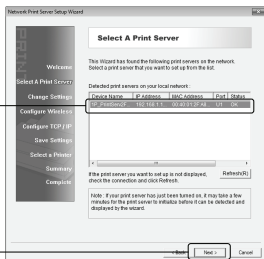 Network Print Server Setup Wizard
Select A Print Server
This Wizard has found the following print servers on the network.
Select a print server that you want to set up from the list.
Detected print servers on your local network :
Device Name IP Address MAC Address Port Status
192.168.1.1... U1 OK
Welcome
Select A Print Server
Change Settings
Configure Wireless
Configure TCP / IP
Save Settings
Select a Printer
Summary
Complete
If the print server you want to set up is not displayed,
check the connection and click Refresh.
Refresh(R)
Note : If your print server has just been turned on, it may take a few
minutes for the print server to initialize before it can be detected and
displayed by the wizard.
< Back
Next >
Cancel